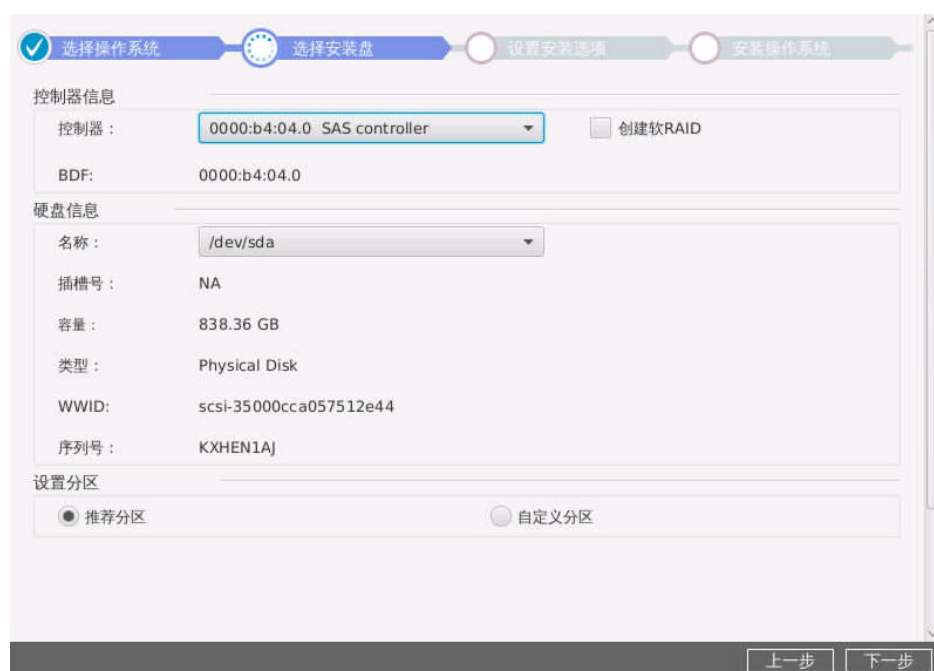 选择操作系统 选择安装盘 设置安装选项 安装操作系统
控制器信息
控制器： 0000:b4:04.0 SAS controller 创建软RAID
BDF: 0000:b4:04.0
硬盘信息
名称： /dev/sda
插槽号： NA
容量： 838.36 GB
类型： Physical Disk
WWID: scsi-35000cca057512e44
序列号： KXHEN1AJ
设置分区
推荐分区 自定义分区
上一步 下一步